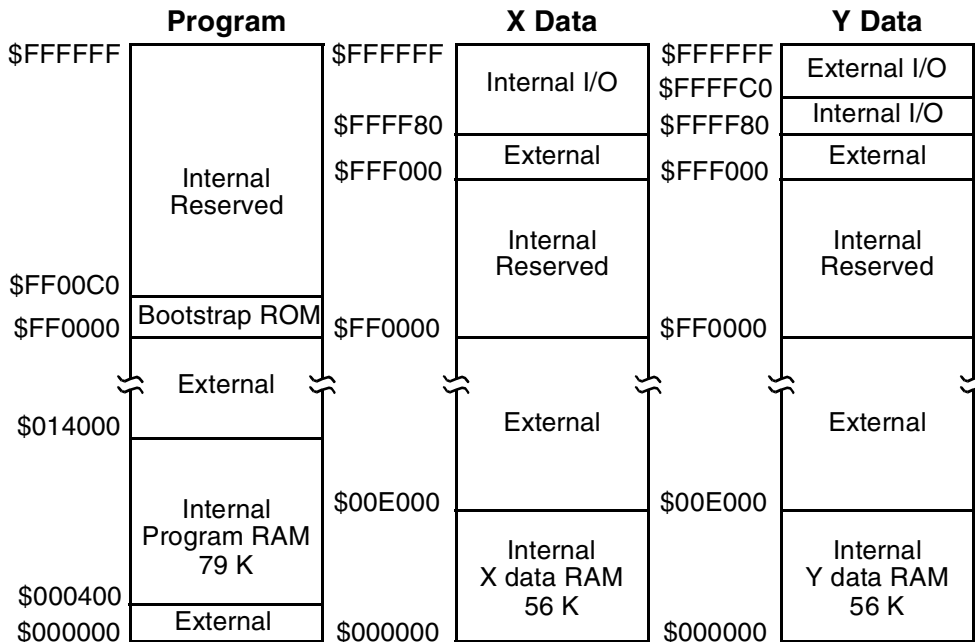 Program
$FFFFFF
Internal
Reserved
$FF00C0
Bootstrap ROM
$FF0000
External
$014000
Internal
Program RAM
79 K
$000400
External
$000000
X Data
$FFFFFF
Internal I/O
$FFFF80
External
$FFF000
Internal
Reserved
$FF0000
External
$00E000
Internal
X data RAM
56 K
$000000
Y Data
$FFFFFF
External I/O
$FFFFC0
Internal I/O
$FFFF80
External
$FFF000
Internal
Reserved
$FF0000
External
$00E000
Internal
Y data RAM
56 K
$000000